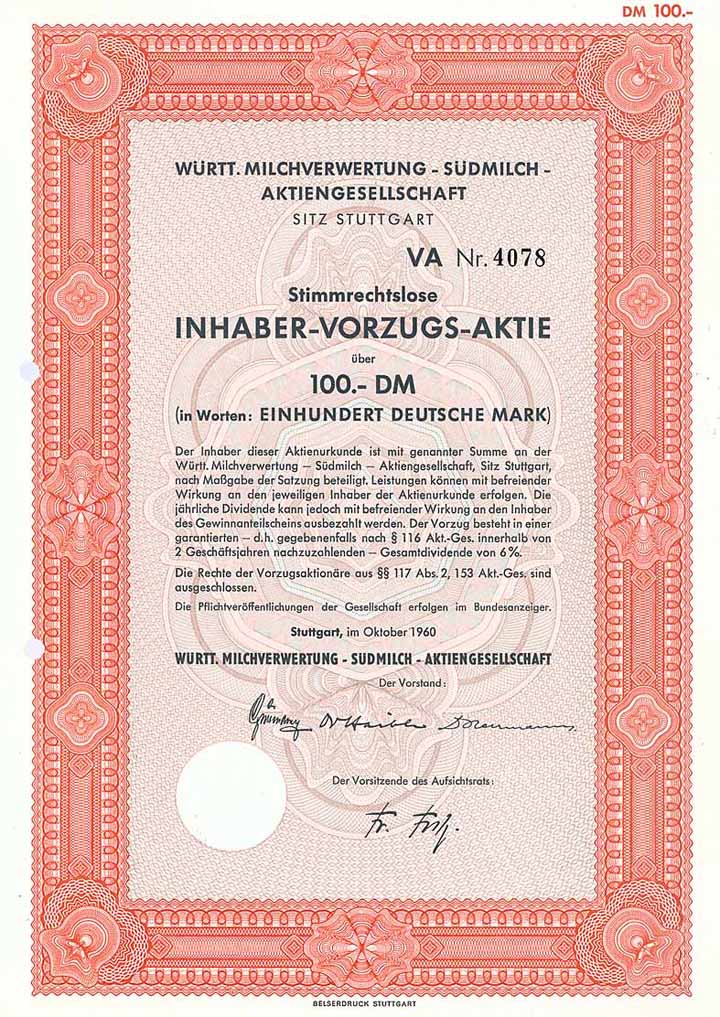 DM 100.-
WÜRTT. MILCHVERWERTUNG - SÜDMILCH -
AKTIENGESELLSCHAFT
SITZ STUTTGART
VA Nr. 4078
Stimmrechtslose
INHABER-VORZUGS-AKTIE
über
100.- DM
(in Worten: EINHUNDERT DEUTSCHE MARK)
Der Inhaber dieser Aktienurkunde ist mit genannter Summe an der
Württ. Milchverwertung – Südmilch – Aktiengesellschaft, Sitz Stuttgart,
nach Maßgabe der Satzung beteiligt. Leistungen können mit befreiender
Wirkung an den jeweiligen Inhaber der Aktienurkunde erfolgen. Die
jährliche Dividende kann jedoch mit befreiender Wirkung an den Inhaber
des Gewinnanteilscheins ausbezahlt werden. Der Vorzug besteht in einer
garantierten – d.h. gegebenenfalls nach § 116 Akt.-Ges. innerhalb von
2 Geschäftsjahren nachzuzahlenden – Gesamtdividende von 6%.
Die Rechte der Vorzugsaktionäre aus §§ 117 Abs. 2, 153 Akt.-Ges. sind
ausgeschlossen.
Die Pflichtveröffentlichungen der Gesellschaft erfolgen im Bundesanzeiger.
Stuttgart, im Oktober 1960
WÜRTT. MILCHVERWERTUNG - SÜDMILCH - AKTIENGESELLSCHAFT
Der Vorstand:
Der Vorsitzende des Aufsichtsrats:
BELSERDRUCK STUTTGART